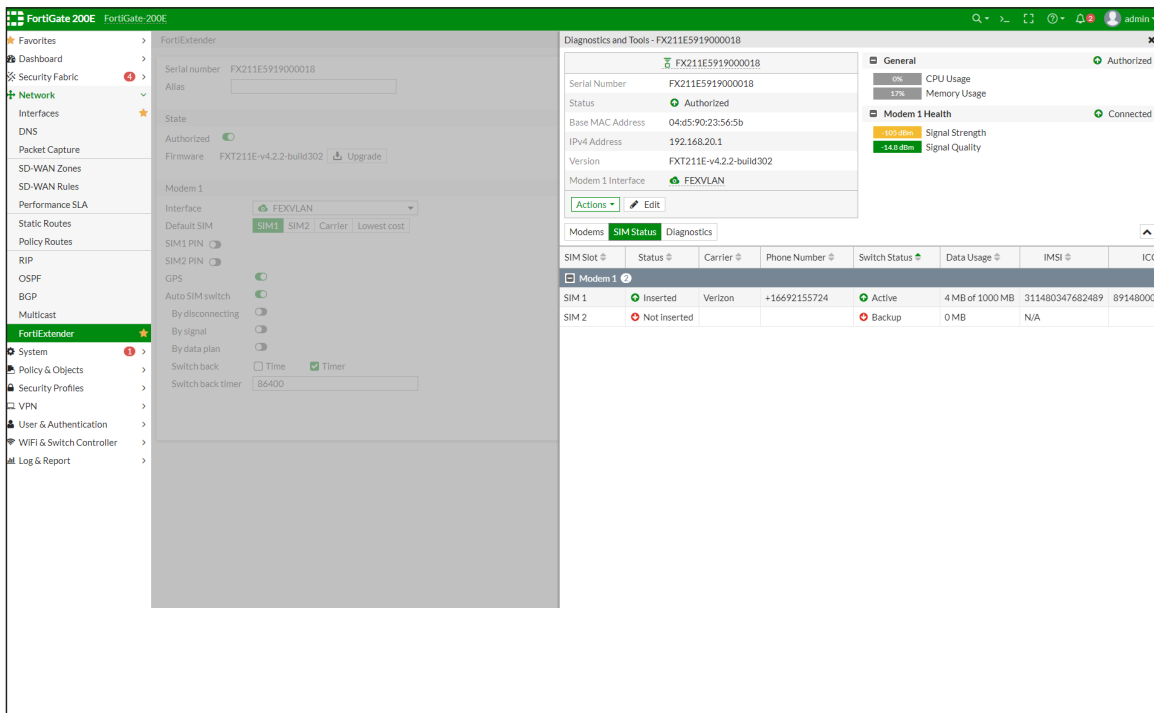 FortiGate 200E FortiGate-200E
2 admin
Favorites
Dashboard
Security Fabric 4
Network
Interfaces
DNS
Packet Capture
SD-WAN Zones
SD-WAN Rules
Performance SLA
Static Routes
Policy Routes
RIP
OSPF
BGP
Multicast
FortiExtender
System 1
Policy & Objects
Security Profiles
VPN
User & Authentication
WiFi & Switch Controller
Log & Report
FortiExtender
Serial number FX211E5919000018
Alias
State
Authorized
Firmware FXT211E-v4.2.2-build302 Upgrade
Modem 1
Interface FEXVLAN
Default SIM SIM1 SIM2 Carrier Lowest cost
SIM1 PIN
SIM2 PIN
GPS
Auto SIM switch
By disconnecting
By signal
By data plan
Switch back Time Timer
Switch back timer 86400
Diagnostics and Tools - FX211E5919000018
FX211E5919000018
Serial Number FX211E5919000018
Status Authorized
Base MAC Address 04:d5:90:23:56:5b
IPv4 Address 192.168.20.1
Version FXT211E-v4.2.2-build302
Modem 1 Interface FEXVLAN
Actions Edit
General Authorized
0% CPU Usage
17% Memory Usage
Modem 1 Health Connected
-105 dBm Signal Strength
-14.8 dBm Signal Quality
Modems SIM Status Diagnostics
SIM Slot Status Carrier Phone Number Switch Status Data Usage IMSI ICC
Modem 1 2
SIM 1 Inserted Verizon +16692155724 Active 4 MB of 1000 MB 311480347682489 89148000
SIM 2 Not inserted Backup 0 MB N/A